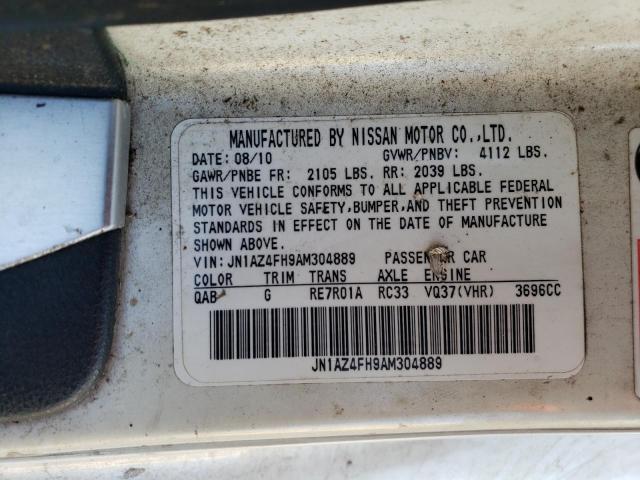 MANUFACTURED BY NISSAN MOTOR CO.,LTD.
DATE: 08/10 GVWR/PNBV: 4112 LBS.
GAWR/PNBE FR: 2105 LBS. RR: 2039 LBS.
THIS VEHICLE CONFORMS TO ALL APPLICABLE FEDERAL
MOTOR VEHICLE SAFETY,BUMPER,AND THEFT PREVENTION
STANDARDS IN EFFECT ON THE DATE OF MANUFACTURE
SHOWN ABOVE.
VIN: JN1AZ4FH9AM304889 PASSENGER CAR
COLOR TRIM TRANS AXLE ENGINE
QAB G RE7R01A RC33 VQ37(VHR) 3696CC
JN1AZ4FH9AM304889